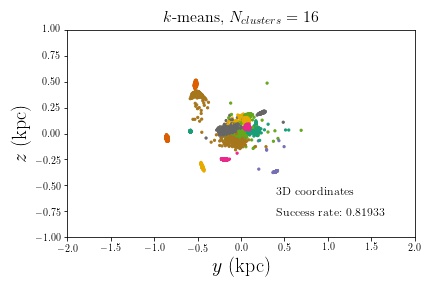 k-means, N_clusters = 16
1.00
0.75
0.50
0.25
0.00
−0.25
−0.50
−0.75
−1.00
z (kpc)
3D coordinates
Success rate: 0.81933
−2.0 −1.5 −1.0 −0.5 0.0 0.5 1.0 1.5 2.0
y (kpc)